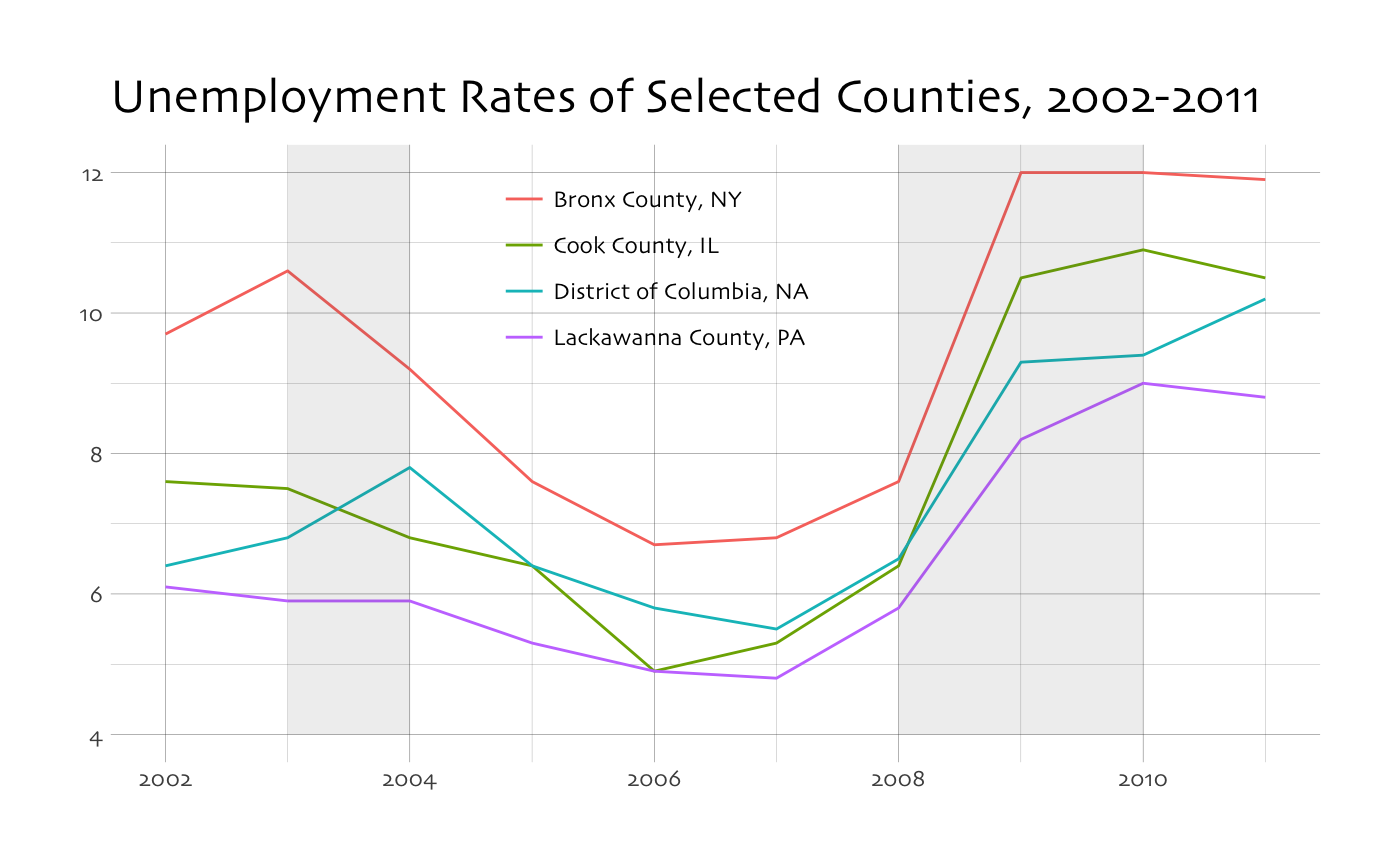 Unemployment Rates of Selected Counties, 2002-2011
12
10
8
6
4
Bronx County, NY
Cook County, IL
District of Columbia, NA
Lackawanna County, PA
2002 2004 2006 2008 2010